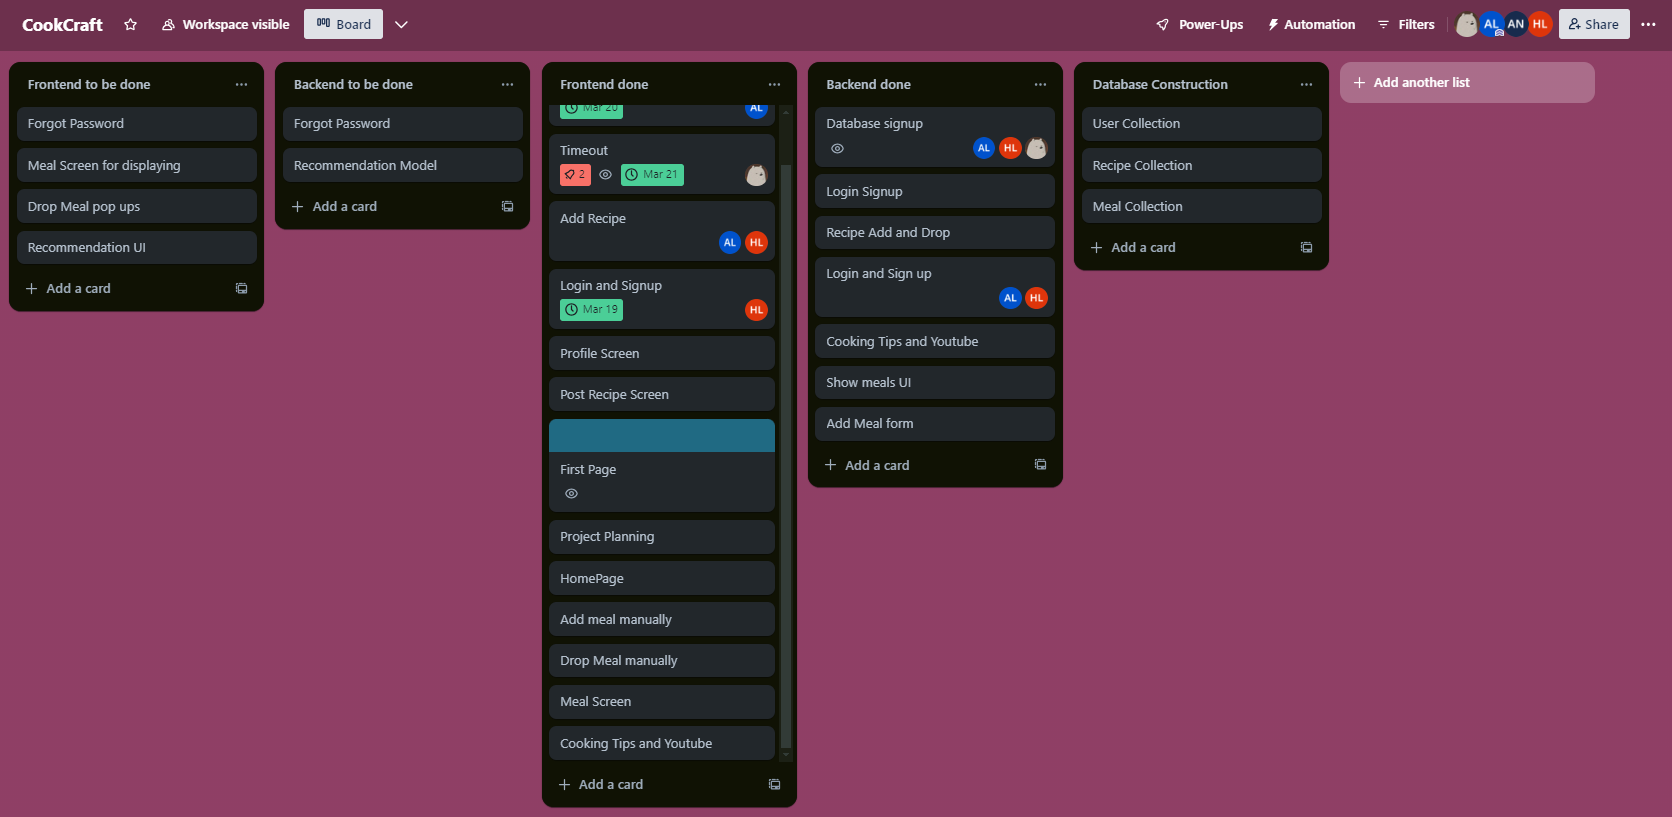 CookCraft
Workspace visible
Board
Power-Ups
Automation
Filters
AL
AN
HL
Share
Frontend to be done
Forgot Password
Meal Screen for displaying
Drop Meal pop ups
Recommendation UI
Add a card
Backend to be done
Forgot Password
Recommendation Model
Add a card
Frontend done
Mar 20
AL
Timeout
2
Mar 21
Add Recipe
AL HL
Login and Signup
Mar 19
HL
Profile Screen
Post Recipe Screen
First Page
Project Planning
HomePage
Add meal manually
Drop Meal manually
Meal Screen
Cooking Tips and Youtube
Add a card
Backend done
Database signup
AL HL
Login Signup
Recipe Add and Drop
Login and Sign up
AL HL
Cooking Tips and Youtube
Show meals UI
Add Meal form
Add a card
Database Construction
User Collection
Recipe Collection
Meal Collection
Add a card
Add another list